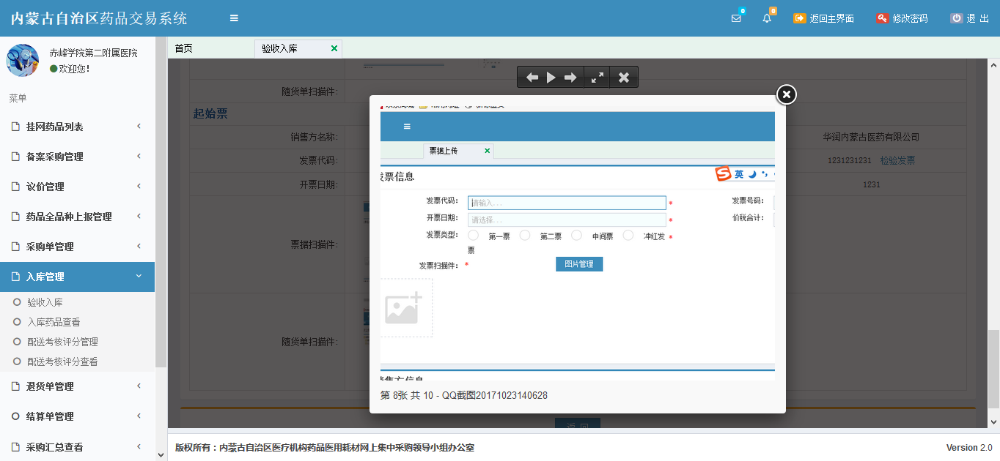 内蒙古自治区药品交易系统
0
0
返回主界面
修改密码
退 出
赤峰学院第二附属医院
欢迎您!
菜单
挂网药品列表
备案采购管理
议价管理
药品全品种上报管理
采购单管理
入库管理
验收入库
入库药品查看
配送考核评分管理
配送考核评分查看
退货单管理
结算单管理
采购汇总查看
首页
验收入库
随货单扫描件:
起始票
销售方名称:
华润内蒙古医药有限公司
发票代码:
1231231231 检验发票
开票日期:
1231
票据扫描件:
随货单扫描件:
票据上传
发票信息
英
发票代码:
请输入...
*
发票号码:
开票日期:
请选择...
*
价税合计:
发票类型:
第一票
第二票
中间票
冲红发
*
票
发票扫描件: *
图片管理
销售方信息
第 8张 共 10 - QQ截图20171023140628
返 回
版权所有：内蒙古自治区医疗机构药品医用耗材网上集中采购领导小组办公室
Version 2.0